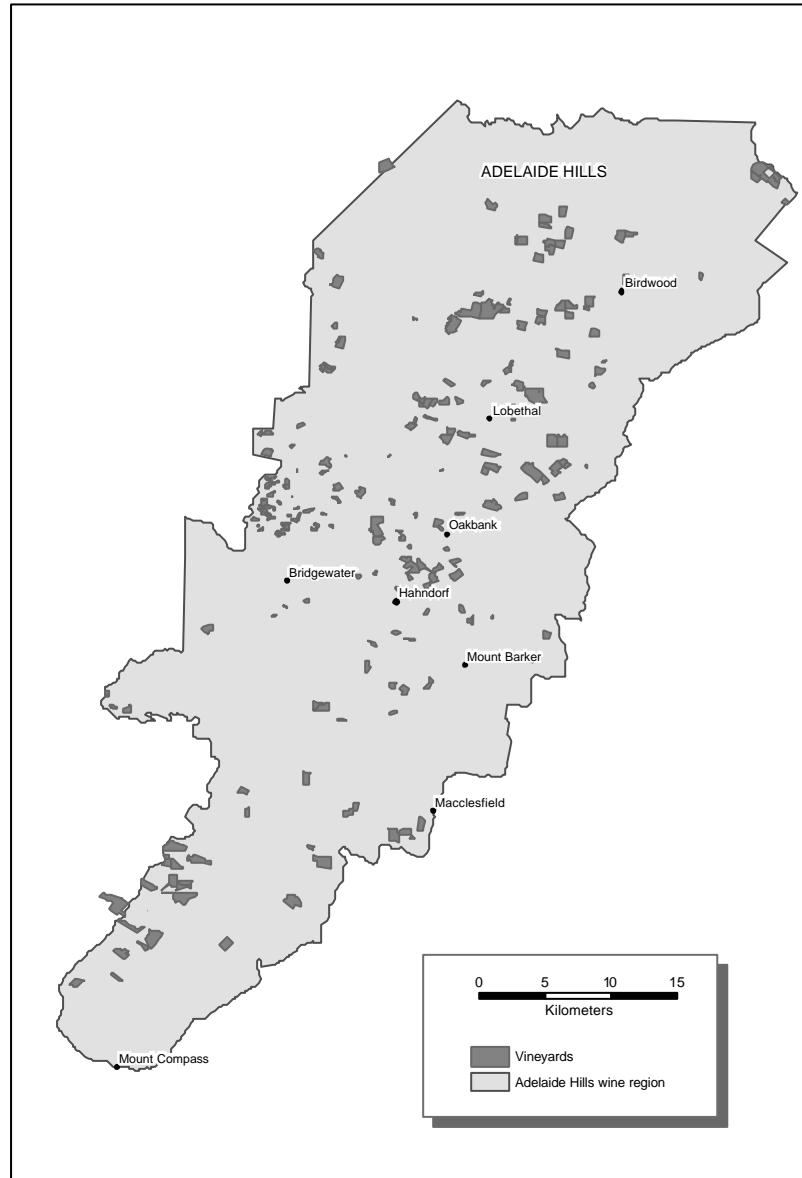 ADELAIDE HILLS
Birdwood
Lobethal
Oakbank
Bridgewater
Hahndorf
Mount Barker
Macclesfield
Mount Compass
0 5 10 15
Kilometers
Vineyards
Adelaide Hills wine region